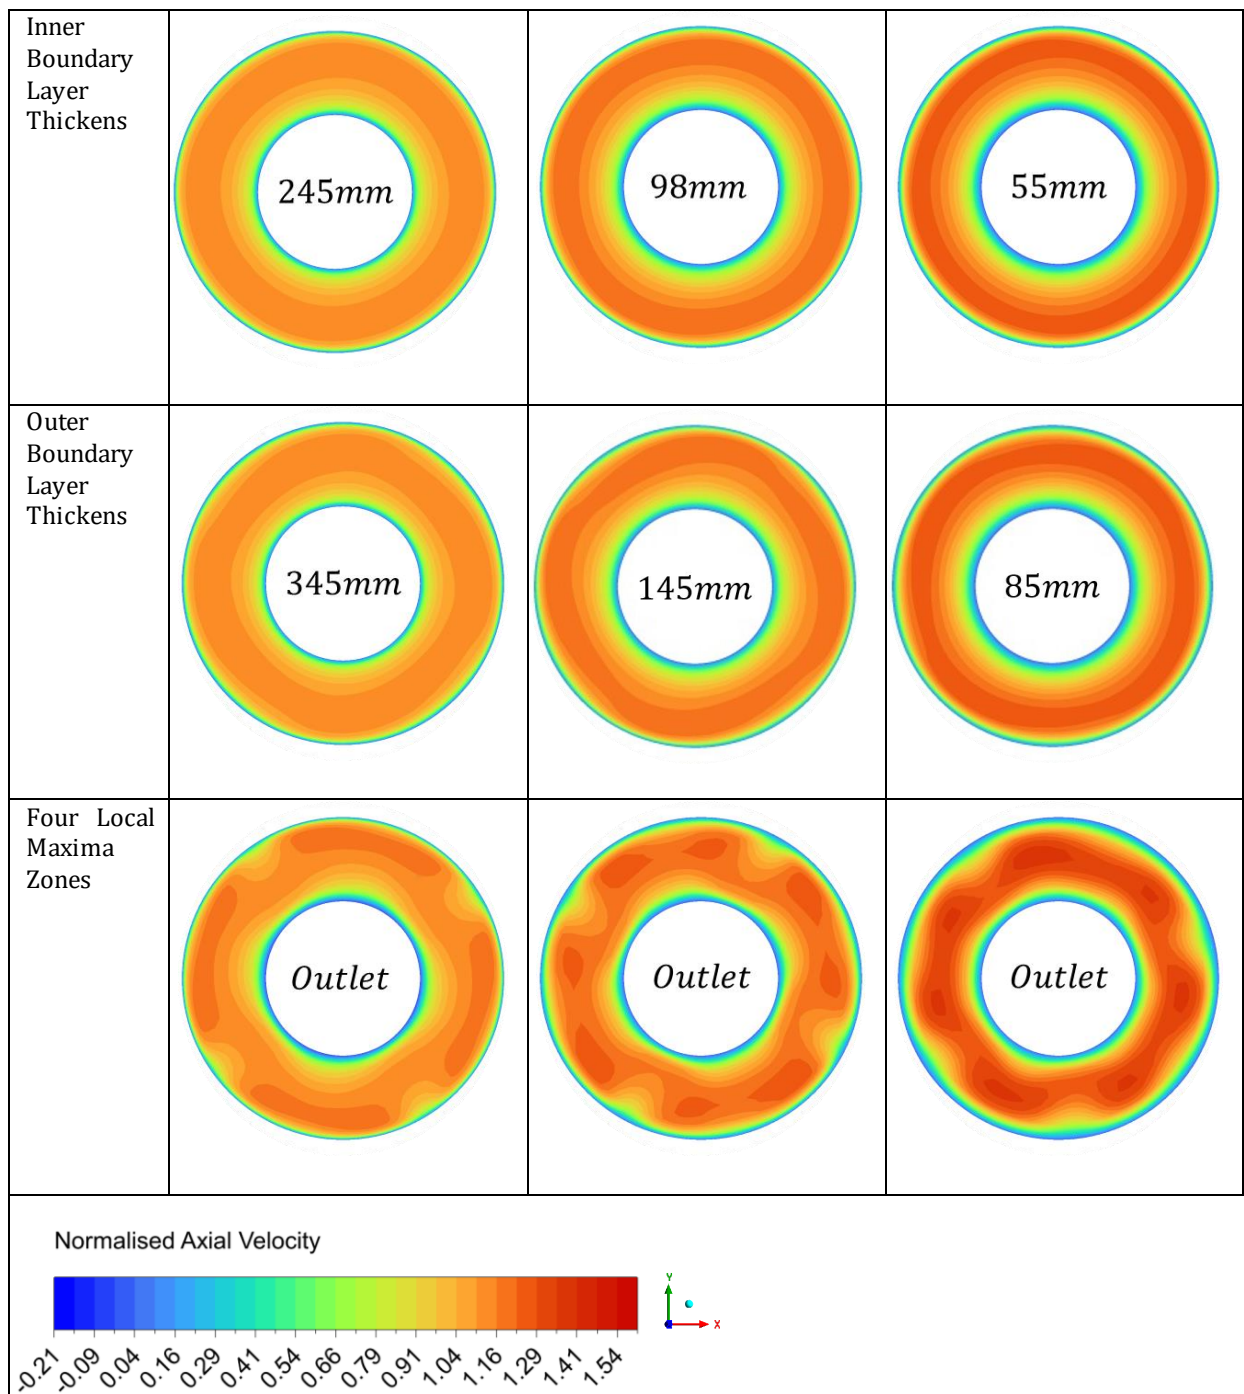 Inner
Boundary
Layer
Thickens
245mm
98mm
55mm
Outer
Boundary
Layer
Thickens
345mm
145mm
85mm
Four Local
Maxima
Zones
Outlet
Outlet
Outlet
Normalised Axial Velocity
-0.21
-0.09
0.04
0.16
0.29
0.41
0.54
0.66
0.79
0.91
1.04
1.16
1.29
1.41
1.54
Y
X